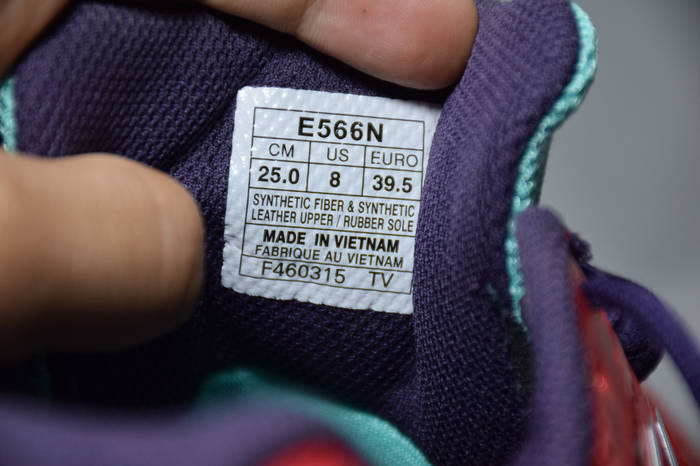 E566N
CM US EURO
25.0 8 39.5
SYNTHETIC FIBER & SYNTHETIC
LEATHER UPPER / RUBBER SOLE
MADE IN VIETNAM
FABRIQUE AU VIETNAM
F460315 TV